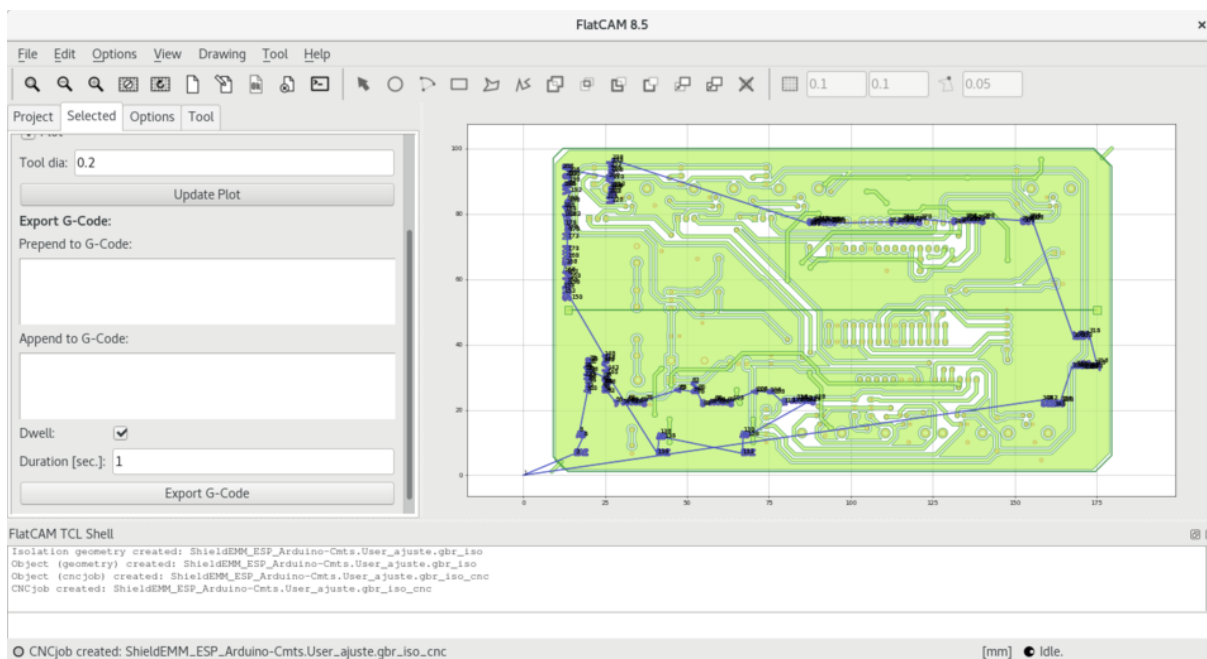 FlatCAM 8.5
File Edit Options View Drawing Tool Help
0.1 0.1 0.05
Project Selected Options Tool
Tool dia: 0.2
Update Plot
Export G-Code:
Prepend to G-Code:
Append to G-Code:
Dwell:
Duration [sec.]: 1
Export G-Code
100
80
60
40
20
0
0 25 50 75 100 125 150 175
FlatCAM TCL Shell
Isolation geometry created: ShieldEMM_ESP_Arduino-Cmts.User_ajuste.gbr_iso
Object (geometry) created: ShieldEMM_ESP_Arduino-Cmts.User_ajuste.gbr_iso
Object (cncjob) created: ShieldEMM_ESP_Arduino-Cmts.User_ajuste.gbr_iso_cnc
CNCjob created: ShieldEMM_ESP_Arduino-Cmts.User_ajuste.gbr_iso_cnc
CNCjob created: ShieldEMM_ESP_Arduino-Cmts.User_ajuste.gbr_iso_cnc [mm] Idle.